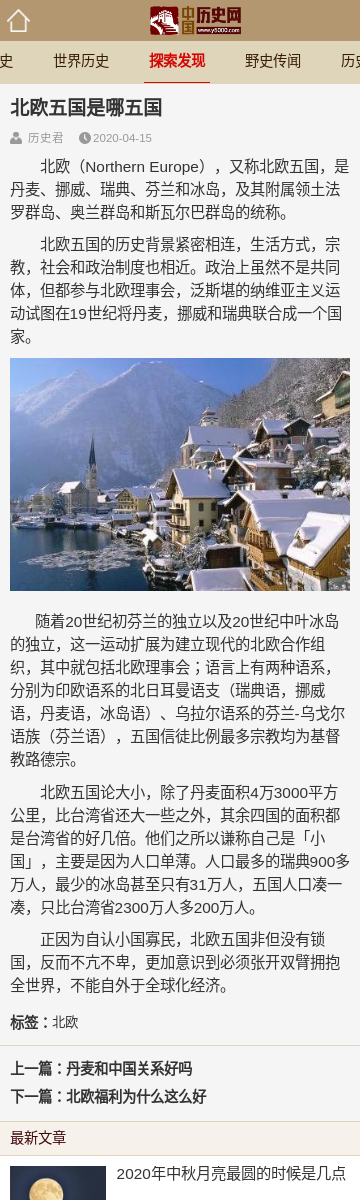 中国历史网
www.y5000.com
史 世界历史 探索发现 野史传闻 历史
北欧五国是哪五国
历史君 2020-04-15
北欧（Northern Europe），又称北欧五国，是
丹麦、挪威、瑞典、芬兰和冰岛，及其附属领土法
罗群岛、奥兰群岛和斯瓦尔巴群岛的统称。
北欧五国的历史背景紧密相连，生活方式，宗
教，社会和政治制度也相近。政治上虽然不是共同
体，但都参与北欧理事会，泛斯堪的纳维亚主义运
动试图在19世纪将丹麦，挪威和瑞典联合成一个国
家。
随着20世纪初芬兰的独立以及20世纪中叶冰岛
的独立，这一运动扩展为建立现代的北欧合作组
织，其中就包括北欧理事会；语言上有两种语系，
分别为印欧语系的北日耳曼语支（瑞典语，挪威
语，丹麦语，冰岛语）、乌拉尔语系的芬兰-乌戈尔
语族（芬兰语），五国信徒比例最多宗教均为基督
教路德宗。
北欧五国论大小，除了丹麦面积4万3000平方
公里，比台湾省还大一些之外，其余四国的面积都
是台湾省的好几倍。他们之所以谦称自己是「小
国」，主要是因为人口单薄。人口最多的瑞典900多
万人，最少的冰岛甚至只有31万人，五国人口凑一
凑，只比台湾省2300万人多200万人。
正因为自认小国寡民，北欧五国非但没有锁
国，反而不亢不卑，更加意识到必须张开双臂拥抱
全世界，不能自外于全球化经济。
标签：北欧
上一篇：丹麦和中国关系好吗
下一篇：北欧福利为什么这么好
最新文章
2020年中秋月亮最圆的时候是几点